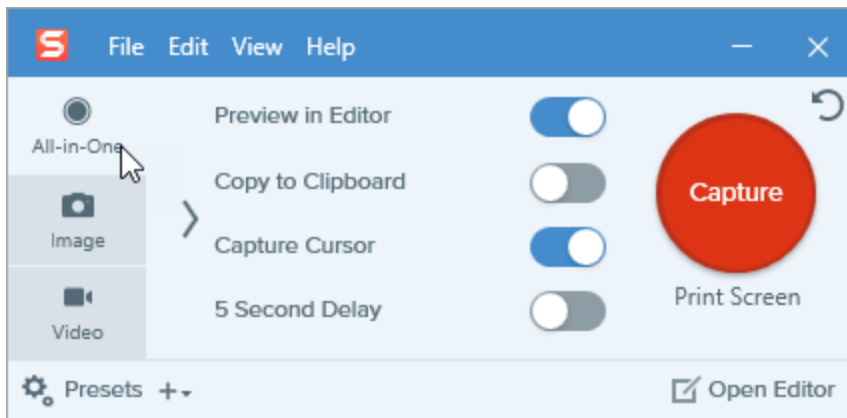 S File Edit View Help
All-in-One
Image
Video
Preview in Editor
Copy to Clipboard
Capture Cursor
5 Second Delay
Capture
Print Screen
Presets
Open Editor